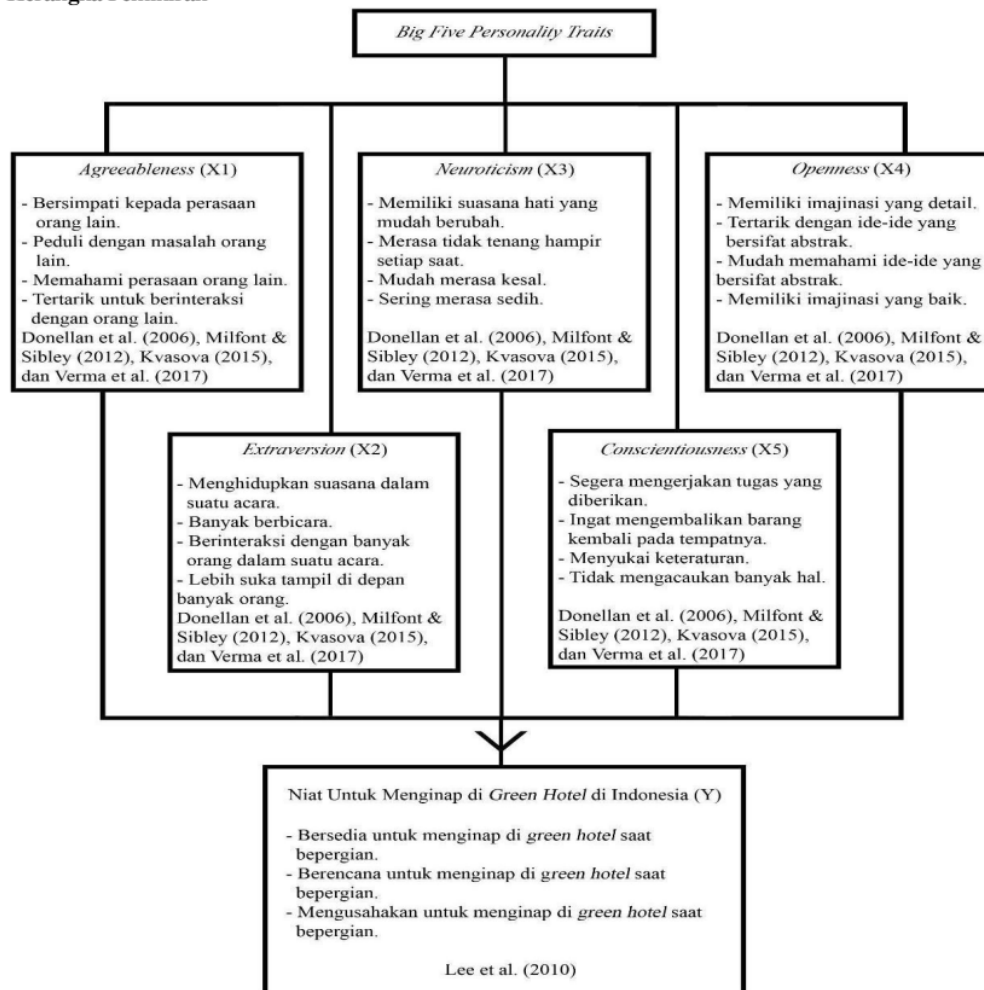 Big Five Personality Traits
Agreeableness (X1)
- Bersimpati kepada perasaan
orang lain.
- Peduli dengan masalah orang
lain.
- Memahami perasaan orang lain.
- Tertarik untuk berinteraksi
dengan orang lain.
Donellan et al. (2006), Milfont &
Sibley (2012), Kvasova (2015),
dan Verma et al. (2017)
Neuroticism (X3)
- Memiliki suasana hati yang
mudah berubah.
- Merasa tidak tenang hampir
setiap saat.
- Mudah merasa kesal.
- Sering merasa sedih.
Donellan et al. (2006), Milfont &
Sibley (2012), Kvasova (2015),
dan Verma et al. (2017)
Openness (X4)
- Memiliki imajinasi yang detail.
- Tertarik dengan ide-ide yang
bersifat abstrak.
- Mudah memahami ide-ide yang
bersifat abstrak.
- Memiliki imajinasi yang baik.
Donellan et al. (2006), Milfont &
Sibley (2012), Kvasova (2015),
dan Verma et al. (2017)
Extraversion (X2)
- Menghidupkan suasana dalam
suatu acara.
- Banyak berbicara.
- Berinteraksi dengan banyak
orang dalam suatu acara.
- Lebih suka tampil di depan
banyak orang.
Donellan et al. (2006), Milfont &
Sibley (2012), Kvasova (2015),
dan Verma et al. (2017)
Conscientiousness (X5)
- Segera mengerjakan tugas yang
diberikan.
- Ingat mengembalikan barang
kembali pada tempatnya.
- Menyukai keteraturan.
- Tidak mengacaukan banyak hal.
Donellan et al. (2006), Milfont &
Sibley (2012), Kvasova (2015),
dan Verma et al. (2017)
Niat Untuk Menginap di Green Hotel di Indonesia (Y)
- Bersedia untuk menginap di green hotel saat
bepergian.
- Berencana untuk menginap di green hotel saat
bepergian.
- Mengusahakan untuk menginap di green hotel saat
bepergian.
Lee et al. (2010)